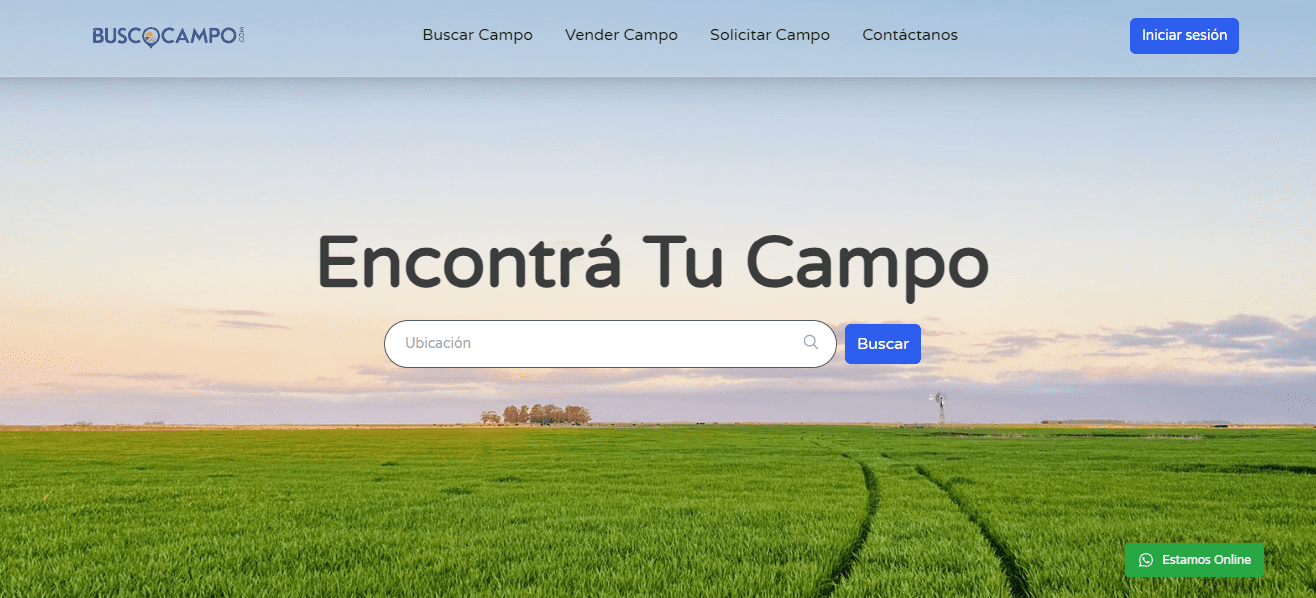 BUSCOCAMPO.COM
Buscar Campo
Vender Campo
Solicitar Campo
Contáctanos
Iniciar sesión
Encontrá Tu Campo
Ubicación
Buscar
Estamos Online